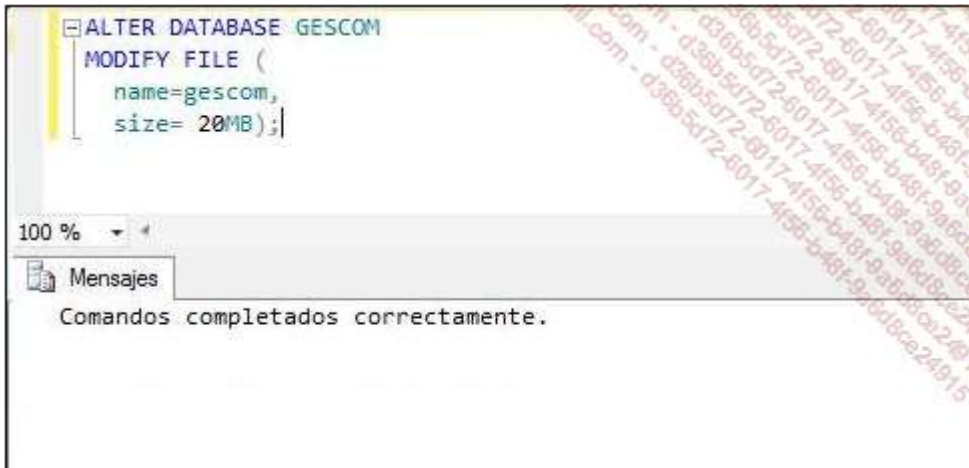 ALTER DATABASE GESCOM
MODIFY FILE (
name=gescom,
size= 20MB);
100 %
Mensajes
Comandos completados correctamente.